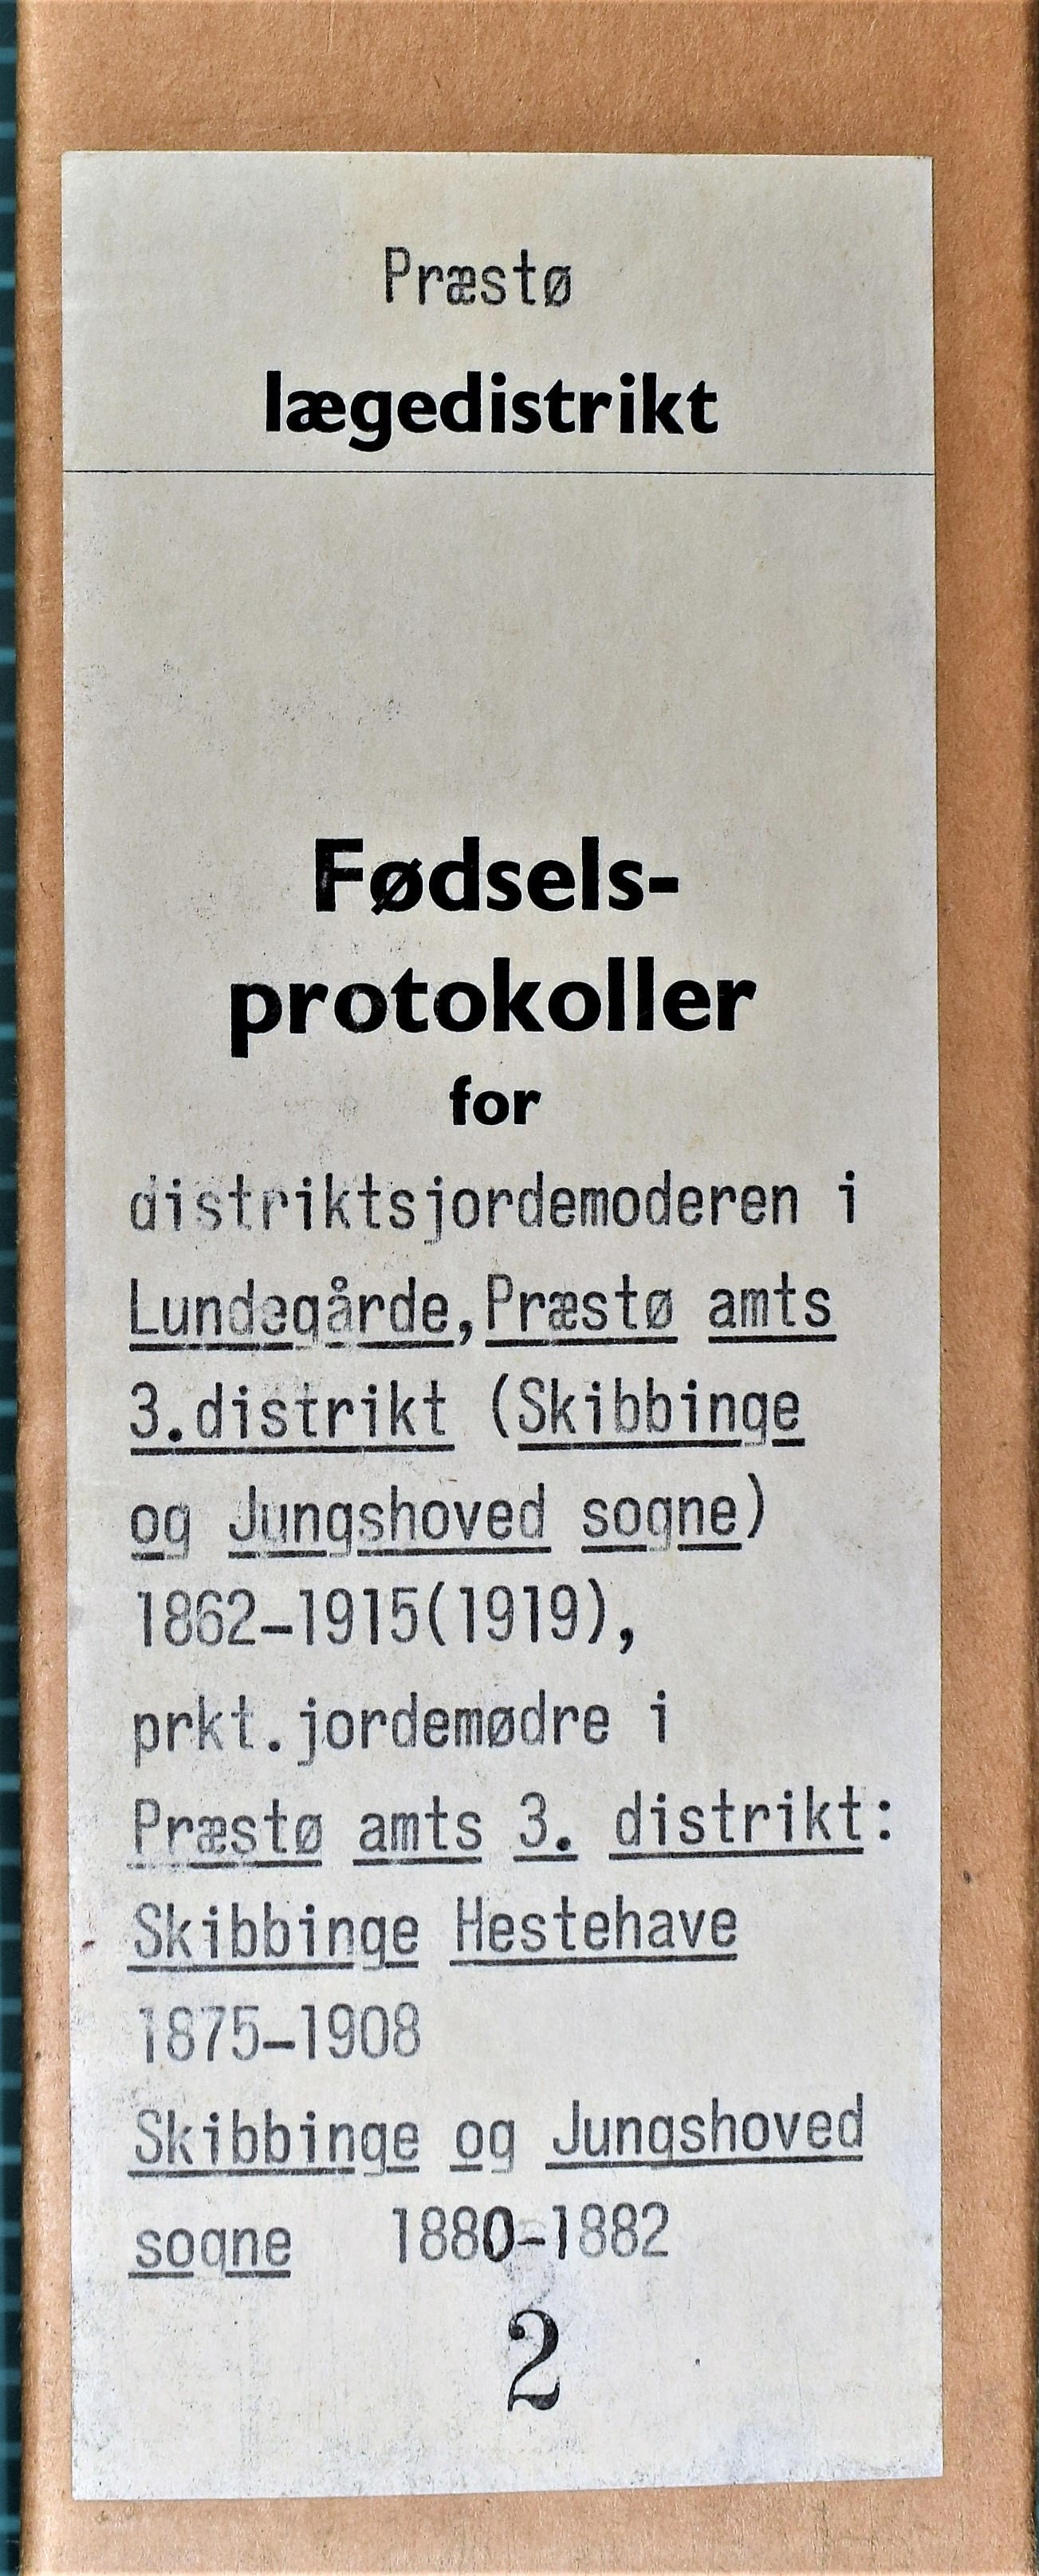 Præstø
lægedistrikt
Fødsels-
protokoller
for
distriktsjordemoderen i
Lundegårde, Præstø amts
3.distrikt (Skibbinge
og Jungshoved sogne)
1862-1915(1919),
prkt.jordemødre i
Præstø amts 3. distrikt:
Skibbinge Hestehave
1875-1908
Skibbinge og Jungshoved
sogne 1880-1882
2